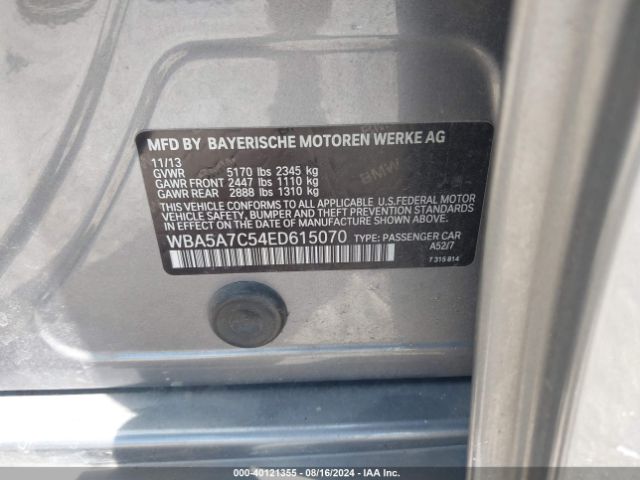 MFD BY BAYERISCHE MOTOREN WERKE AG
11/13
GVWR 5170 lbs 2345 kg
GAWR FRONT 2447 lbs 1110 kg
GAWR REAR 2888 lbs 1310 kg
THIS VEHICLE CONFORMS TO ALL APPLICABLE U.S.FEDERAL MOTOR
VEHICLE SAFETY, BUMPER AND THEFT PREVENTION STANDARDS
IN EFFECT ON THE DATE OF MANUFACTURE SHOWN ABOVE.
WBA5A7C54ED615070 TYPE: PASSENGER CAR
A52/7
7 315 814
000-40121355 - 08/16/2024 - IAA Inc.